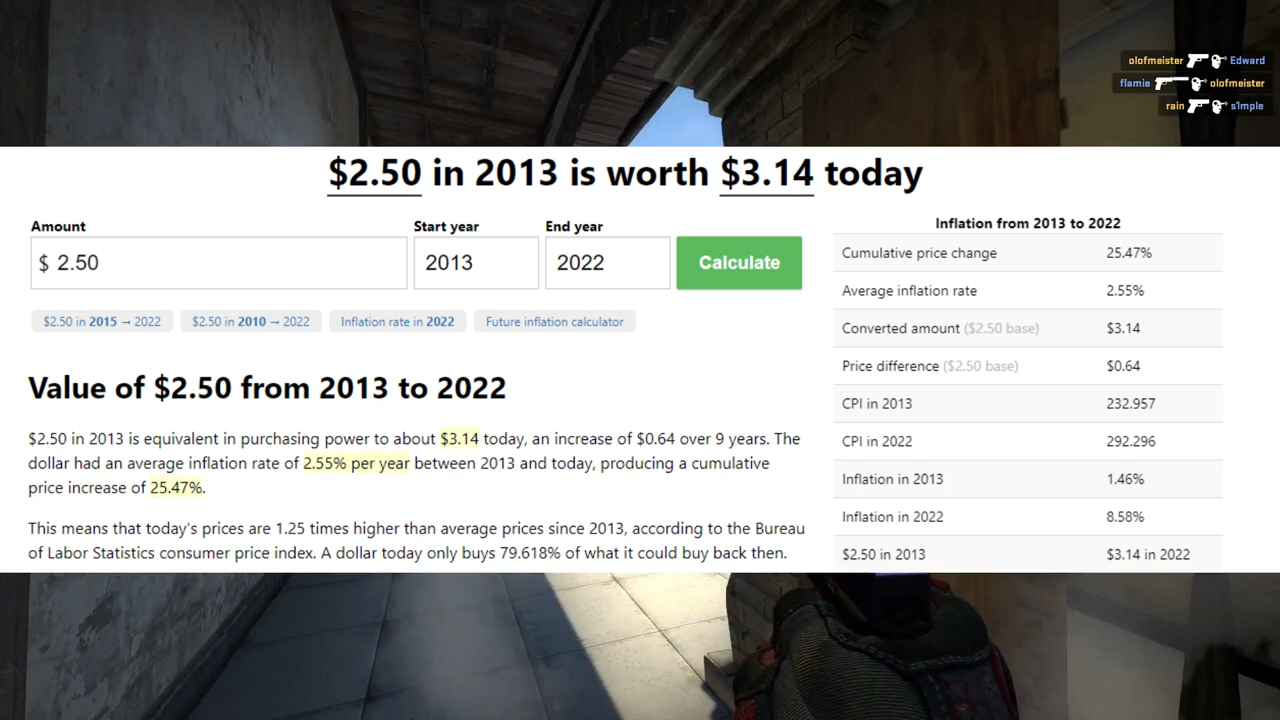 olofmeister Edward
flamie olofmeister
rain s1mple
$2.50 in 2013 is worth $3.14 today
Amount
Start year
End year
$ 2.50
2013
2022
Calculate
$2.50 in 2015 → 2022
$2.50 in 2010 → 2022
Inflation rate in 2022
Future inflation calculator
Value of $2.50 from 2013 to 2022
$2.50 in 2013 is equivalent in purchasing power to about $3.14 today, an increase of $0.64 over 9 years. The
dollar had an average inflation rate of 2.55% per year between 2013 and today, producing a cumulative
price increase of 25.47%.
This means that today's prices are 1.25 times higher than average prices since 2013, according to the Bureau
of Labor Statistics consumer price index. A dollar today only buys 79.618% of what it could buy back then.
Inflation from 2013 to 2022
Cumulative price change 25.47%
Average inflation rate 2.55%
Converted amount ($2.50 base) $3.14
Price difference ($2.50 base) $0.64
CPI in 2013 232.957
CPI in 2022 292.296
Inflation in 2013 1.46%
Inflation in 2022 8.58%
$2.50 in 2013 $3.14 in 2022